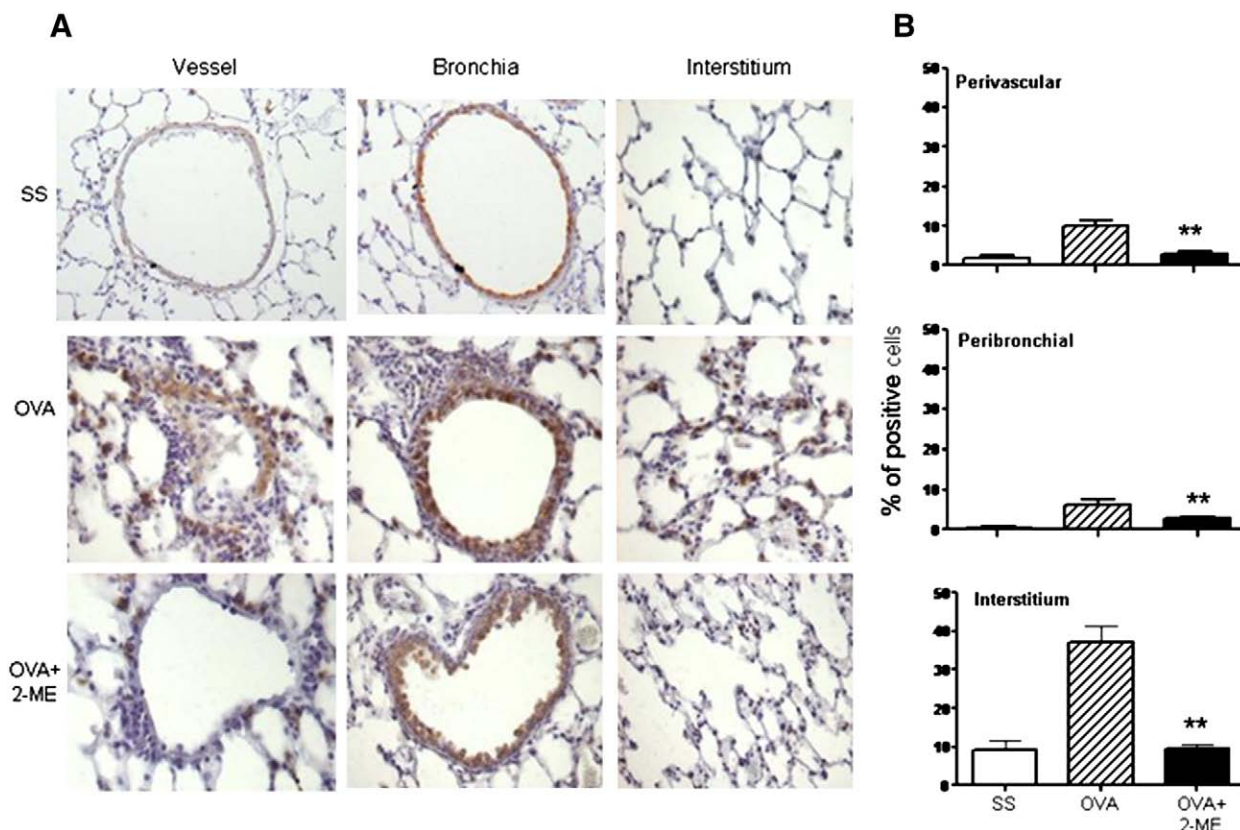 A
B
Vessel
Bronchia
Interstitium
SS
OVA
OVA+
2-ME
% of positive cells
50
Perivascular
40
30
20
**
10
0
50
Peribronchial
40
30
20
10
**
0
50
Interstitium
40
30
20
**
10
0
SS
OVA
OVA+
2-ME